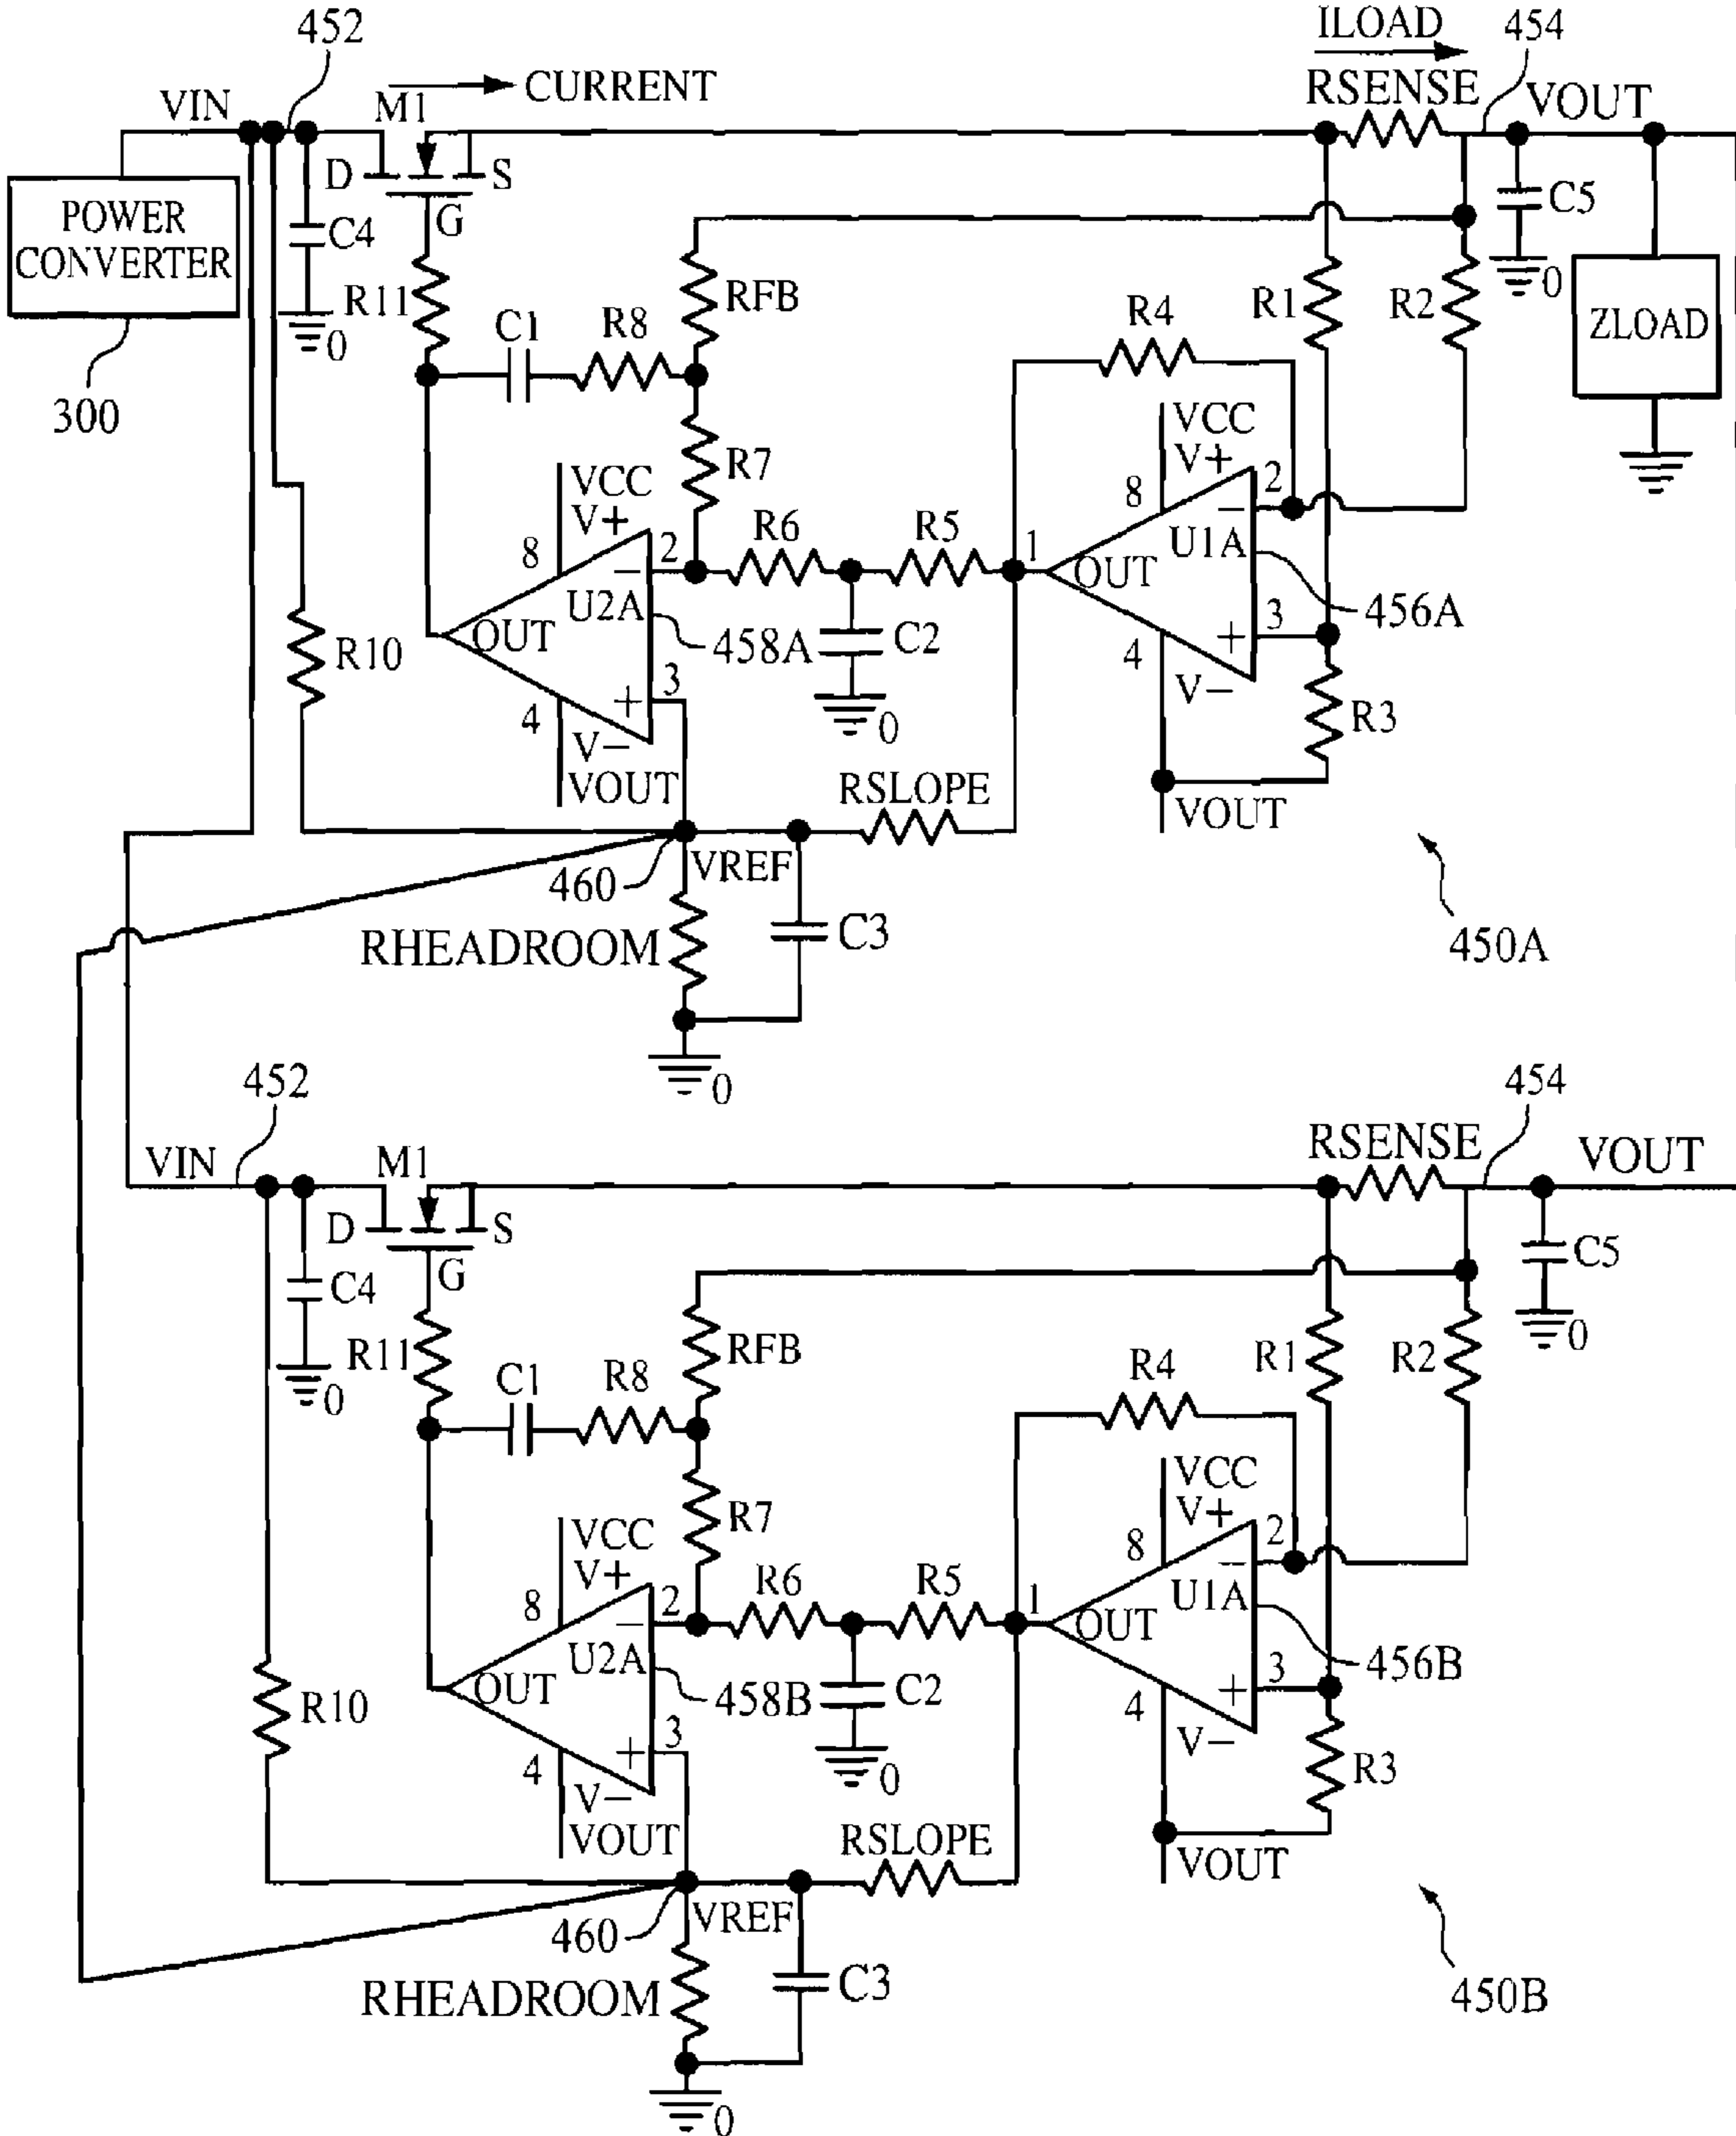 452
ILOAD
454
VIN
M1
CURRENT
RSENSE
VOUT
D
S
G
POWER
CONVERTER
C4
0
C5
0
R11
RFB
R1
R2
ZLOAD
300
C1
R8
R4
R7
VCC
V+
8
2
−
U1A
OUT
1
456A
3
+
4
V−
VCC
V+
8
2
−
R6
R5
U2A
OUT
458A
C2
0
R10
3
+
4
V−
VOUT
R3
RSLOPE
VOUT
460
VREF
RHEADROOM
C3
450A
0
452
454
VIN
M1
RSENSE
VOUT
D
S
G
C4
0
C5
0
R11
RFB
R1
R2
C1
R8
R4
R7
VCC
V+
8
2
−
U1A
OUT
1
456B
3
+
4
V−
VCC
V+
8
2
−
R6
R5
U2A
OUT
458B
C2
0
R10
3
+
4
V−
VOUT
R3
RSLOPE
VOUT
460
VREF
RHEADROOM
C3
450B
0